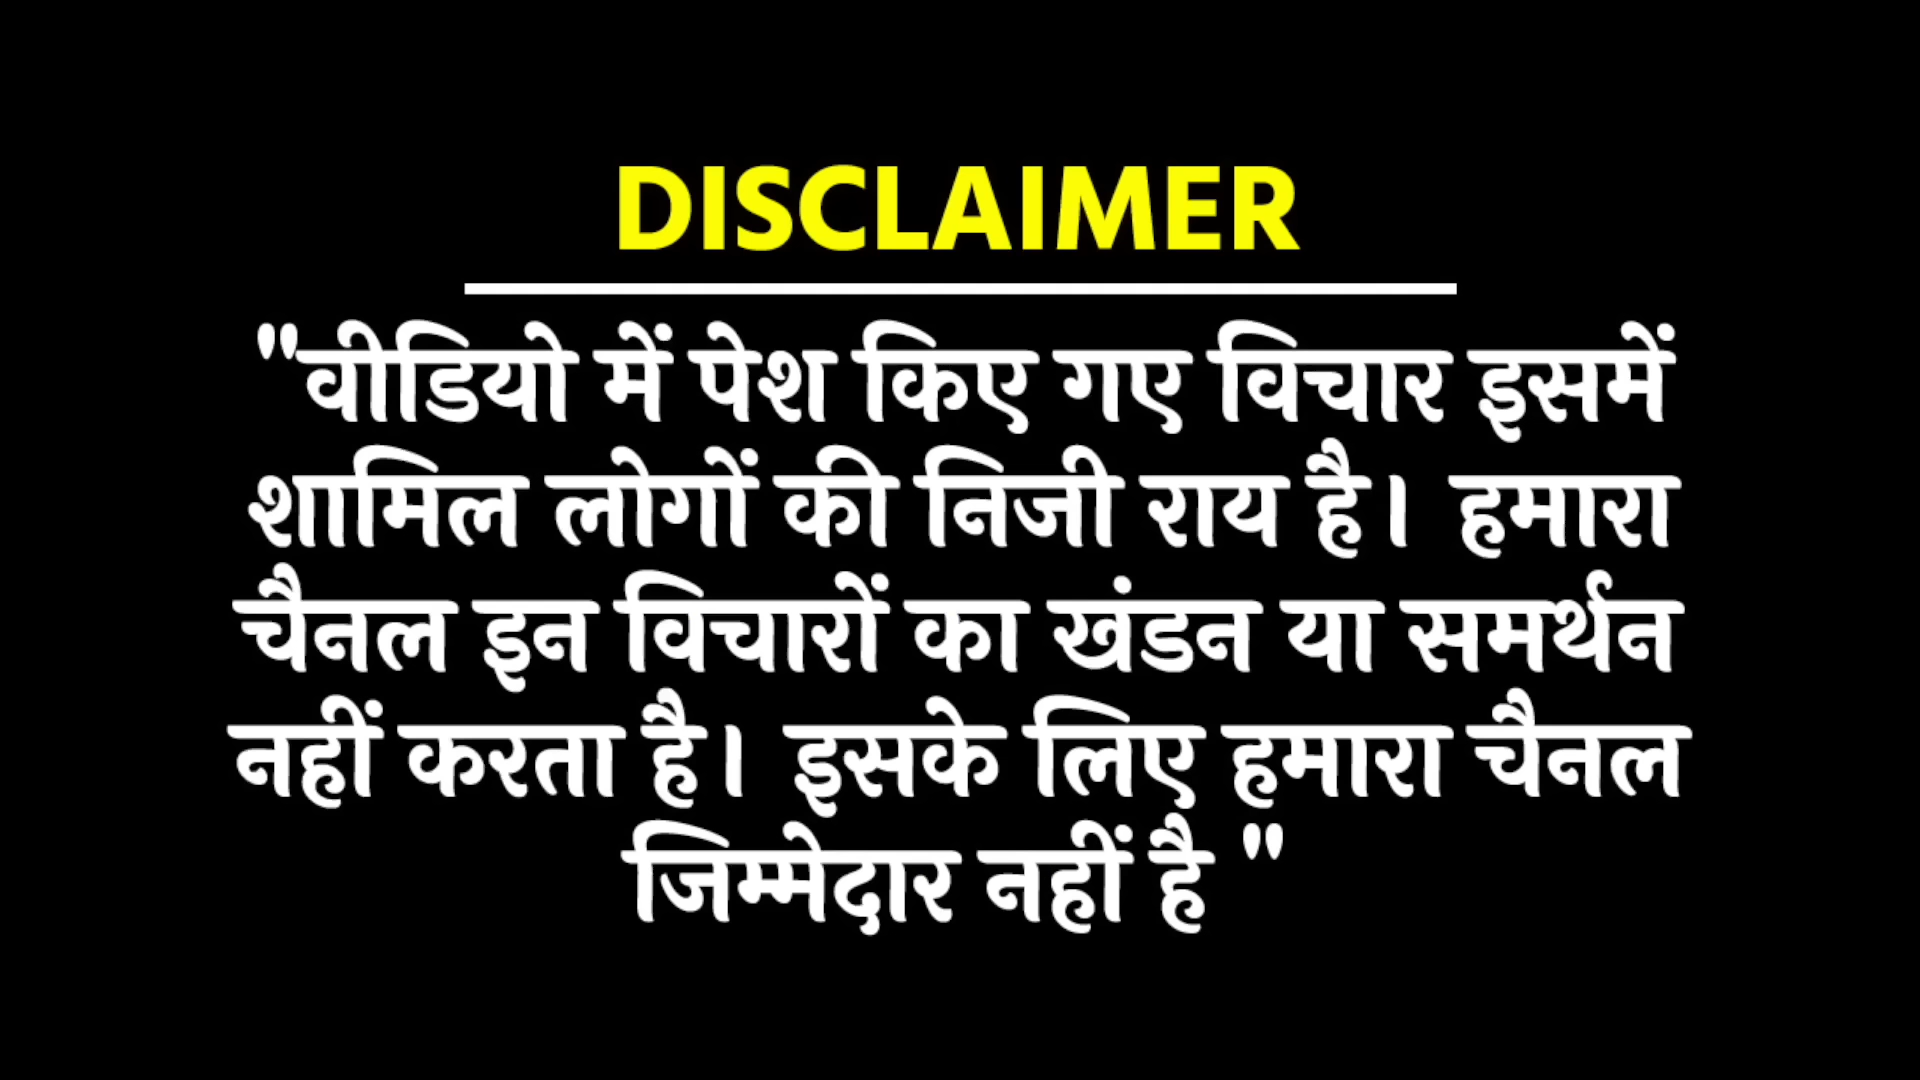 DISCLAIMER
"वीडियो में पेश किए गए विचार इसमें
शामिल लोगों की निजी राय है। हमारा
चैनल इन विचारों का खंडन या समर्थन
नहीं करता है। इसके लिए हमारा चैनल
जिम्मेदार नहीं है "